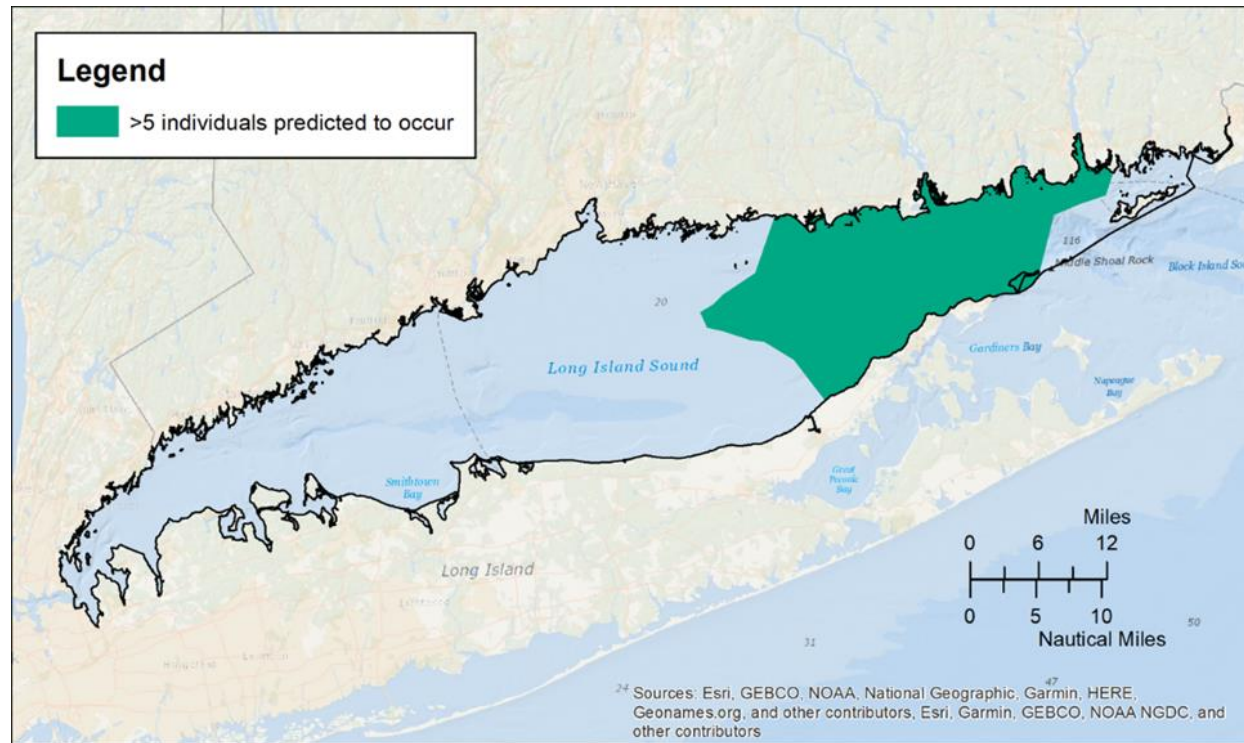 Legend
>5 individuals predicted to occur
20
116
Middle Shoal Rock
Block Island Sou
Long Island Sound
Gardiners Bay
Napeague
Bay
Smithtown
Bay
Great
Peconic
Bay
Long Island
Miles
0 6 12
0 5 10
Nautical Miles
50
31
24
47
Sources: Esri, GEBCO, NOAA, National Geographic, Garmin, HERE,
Geonames.org, and other contributors, Esri, Garmin, GEBCO, NOAA NGDC, and
other contributors